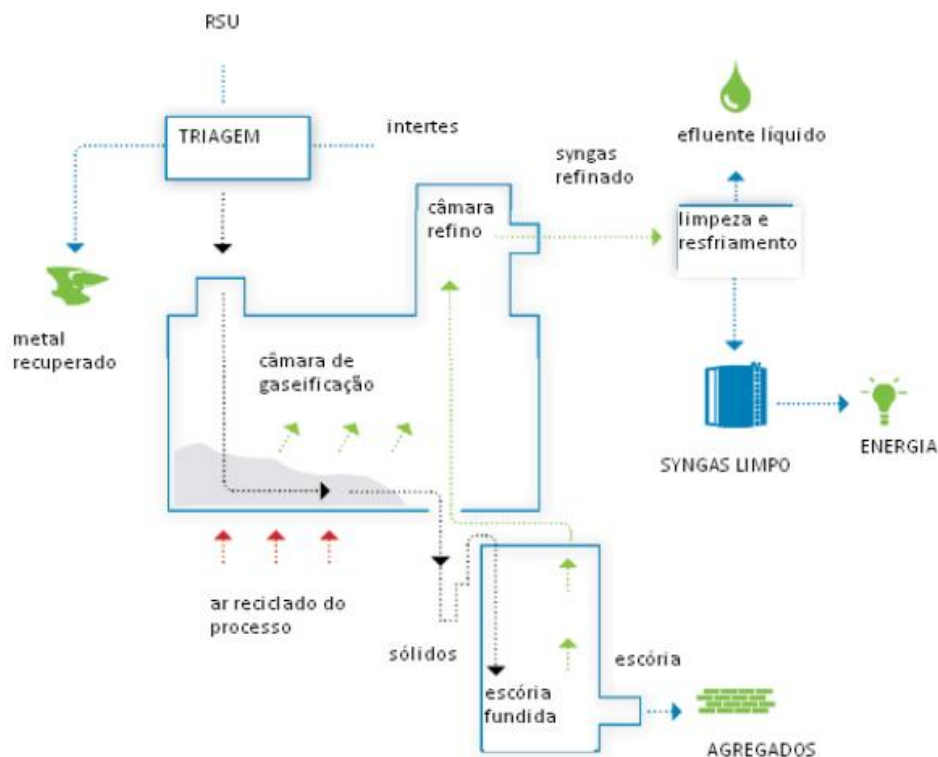 RSU
TRIAGEM
intertes
metal
recuperado
câmara
refino
syngas
refinado
efluente líquido
limpeza e
resfriamento
câmara de
gaseificação
SYNGAS LIMPO
ENERGIA
ar reciclado do
processo
sólidos
escória
fundida
escória
AGREGADOS